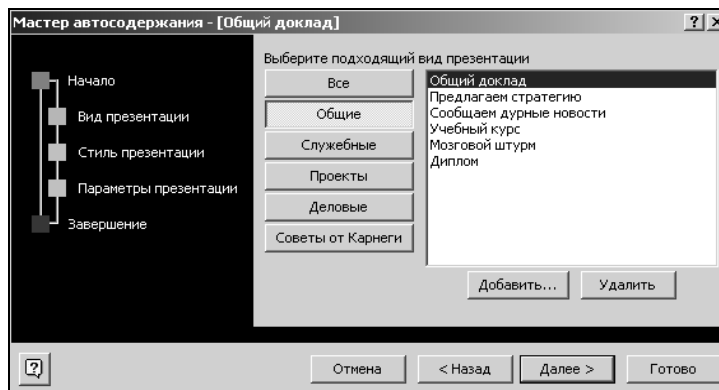 Мастер автосодержания - [Общий доклад]
Выберите подходящий вид презентации
Начало
Вид презентации
Стиль презентации
Параметры презентации
Завершение
Все
Общие
Служебные
Проекты
Деловые
Советы от Карнеги
Общий доклад
Предлагаем стратегию
Сообщаем дурные новости
Учебный курс
Мозговой штурм
Диплом
Добавить...
Удалить
Отмена
< Назад
Далее >
Готово